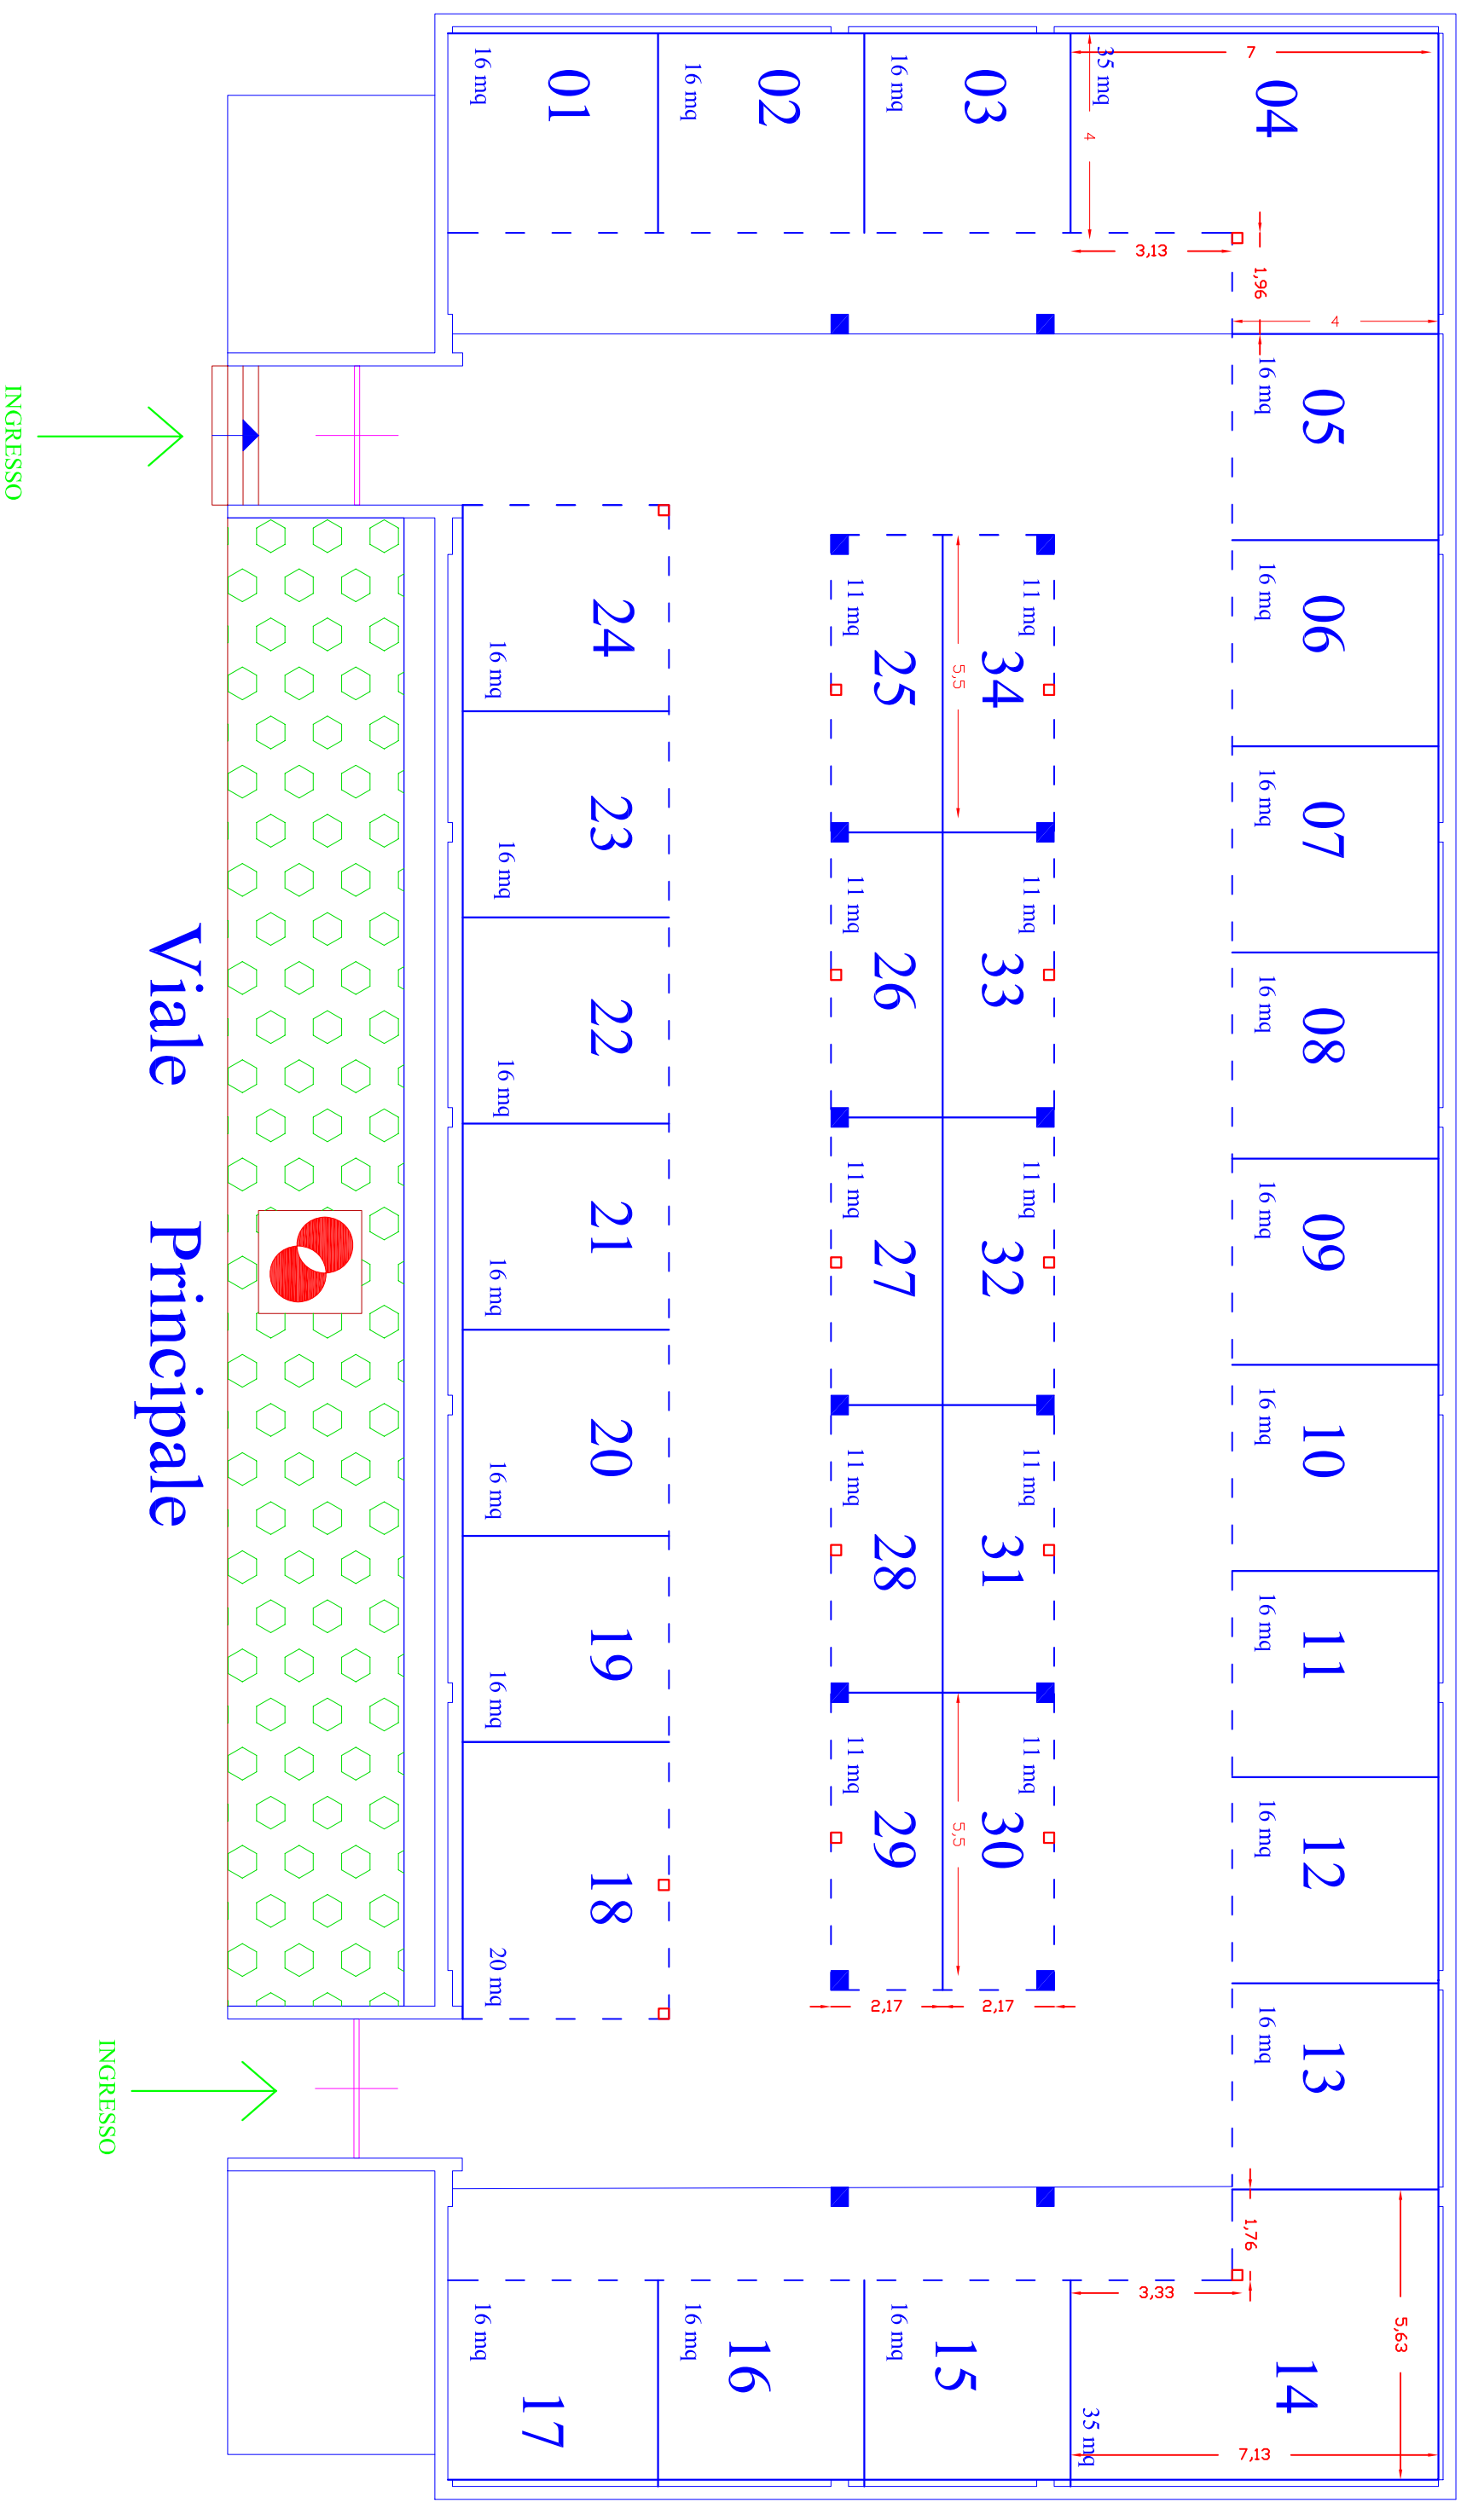 04
35 mq
7
4
3,13
1,96
4
03
16 mq
02
16 mq
01
16 mq
05
16 mq
06
16 mq
07
16 mq
08
16 mq
09
16 mq
10
16 mq
11
16 mq
12
16 mq
13
16 mq
14
35 mq
7,13
5,63
1,76
3,33
15
16 mq
16
16 mq
17
16 mq
34
11 mq
33
11 mq
32
11 mq
31
11 mq
30
11 mq
5,5
5,5
2,17
2,17
25
11 mq
26
11 mq
27
11 mq
28
11 mq
29
11 mq
24
16 mq
23
16 mq
22
16 mq
21
16 mq
20
16 mq
19
16 mq
18
20 mq
Viale Principale
INGRESSO
INGRESSO